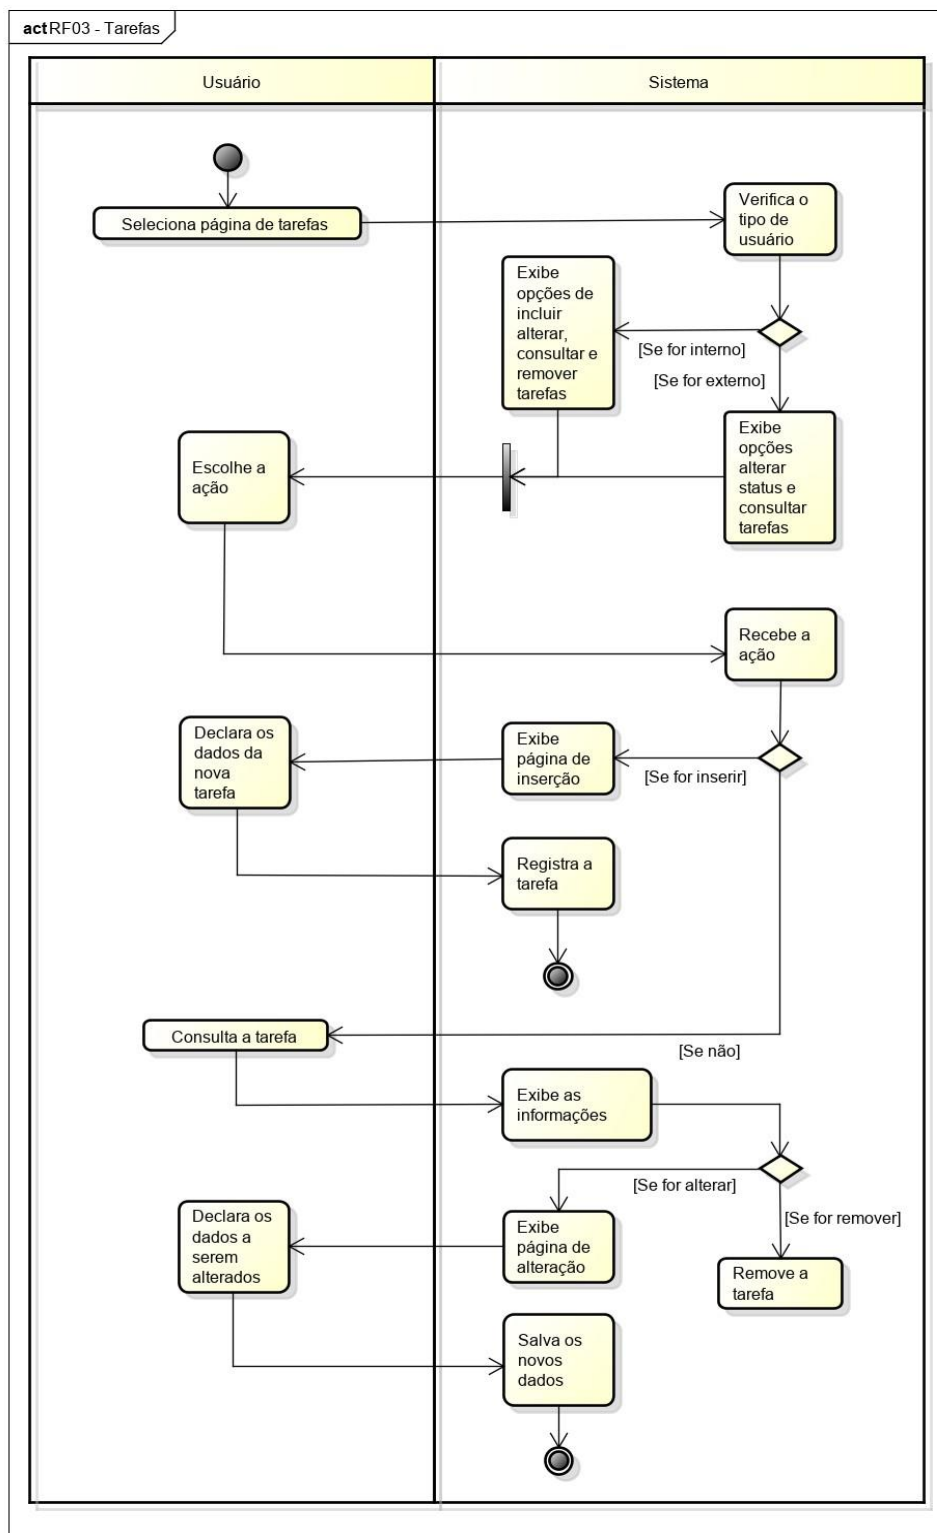 act RF03 - Tarefas
Usuário
Sistema
Seleciona página de tarefas
Verifica o
tipo de
usuário
Exibe
opções de
incluir
alterar,
consultar e
remover
tarefas
[Se for interno]
[Se for externo]
Exibe
opções
alterar
status e
consultar
tarefas
Escolhe a
ação
Recebe a
ação
[Se for inserir]
Exibe
página de
inserção
Declara os
dados da
nova
tarefa
Registra a
tarefa
[Se não]
Consulta a tarefa
Exibe as
informações
[Se for alterar]
[Se for remover]
Exibe
página de
alteração
Remove a
tarefa
Declara os
dados a
serem
alterados
Salva os
novos
dados